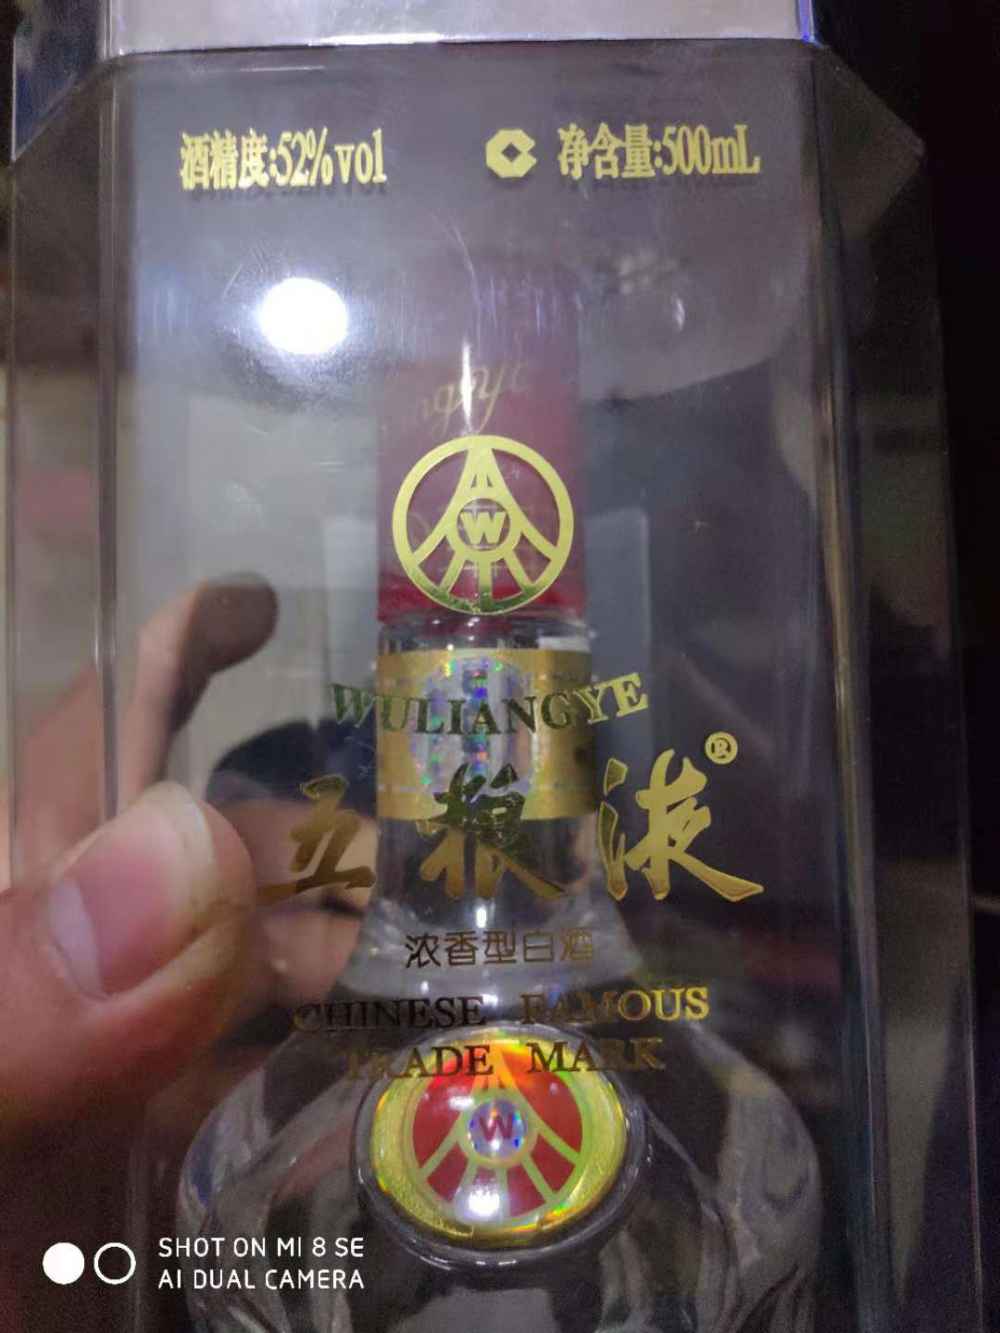 酒精度:52%vol
净含量:500mL
W
WULIANGYE
五粮液®
浓香型白酒
CHINESE FAMOUS
TRADE MARK
W
SHOT ON MI 8 SE
AI DUAL CAMERA